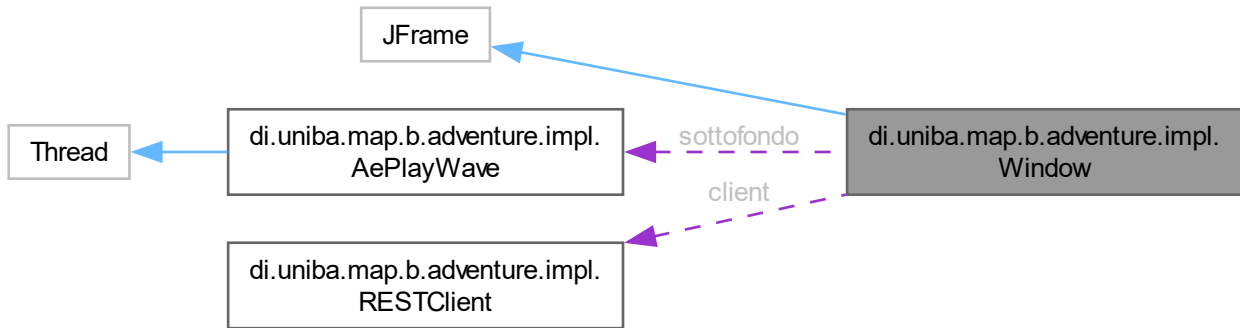 JFrame
Thread
di.uniba.map.b.adventure.impl.
AePlayWave
sottofondo
di.uniba.map.b.adventure.impl.
Window
client
di.uniba.map.b.adventure.impl.
RESTClient